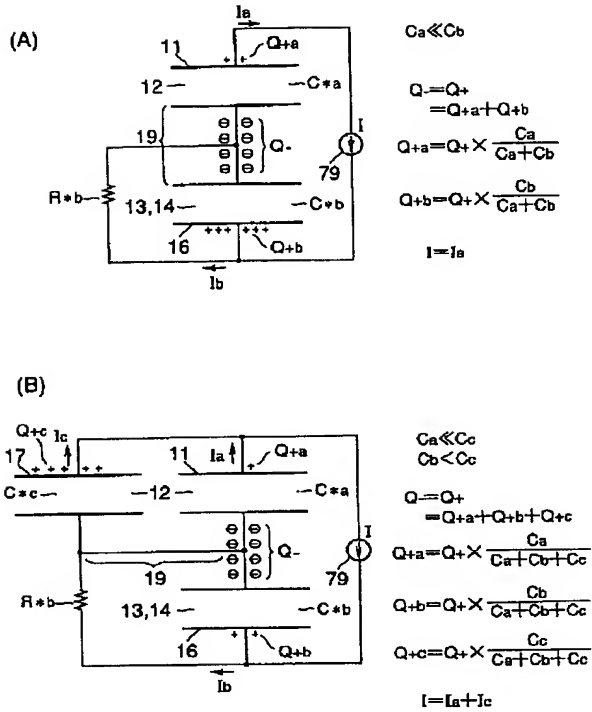 (A)
Ia
11
Q+a
12
C*a
19
⊖ ⊖
⊖ ⊖
⊖ ⊖
⊖ ⊖
Q-
I
79
R*b
13,14
C*b
16
+++ +++
Q+b
Ib
Ca≪Cb
Q-=Q+
=Q+a+Q+b
Q+a=Q+× Ca/(Ca+Cb)
Q+b=Q+× Cb/(Ca+Cb)
I=Ia
(B)
Q+c
Ic
17
+ + + + +
11
Ia
+
Q+a
C*c
12
C*a
⊖ ⊖
⊖ ⊖
⊖ ⊖
⊖ ⊖
Q-
I
79
19
R*b
13,14
C*b
16
+ +
Q+b
Ib
Ca≪Cc
Cb<Cc
Q-=Q+
=Q+a+Q+b+Q+c
Q+a=Q+× Ca/(Ca+Cb+Cc)
Q+b=Q+× Cb/(Ca+Cb+Cc)
Q+c=Q+× Cc/(Ca+Cb+Cc)
I=Ia+Ic